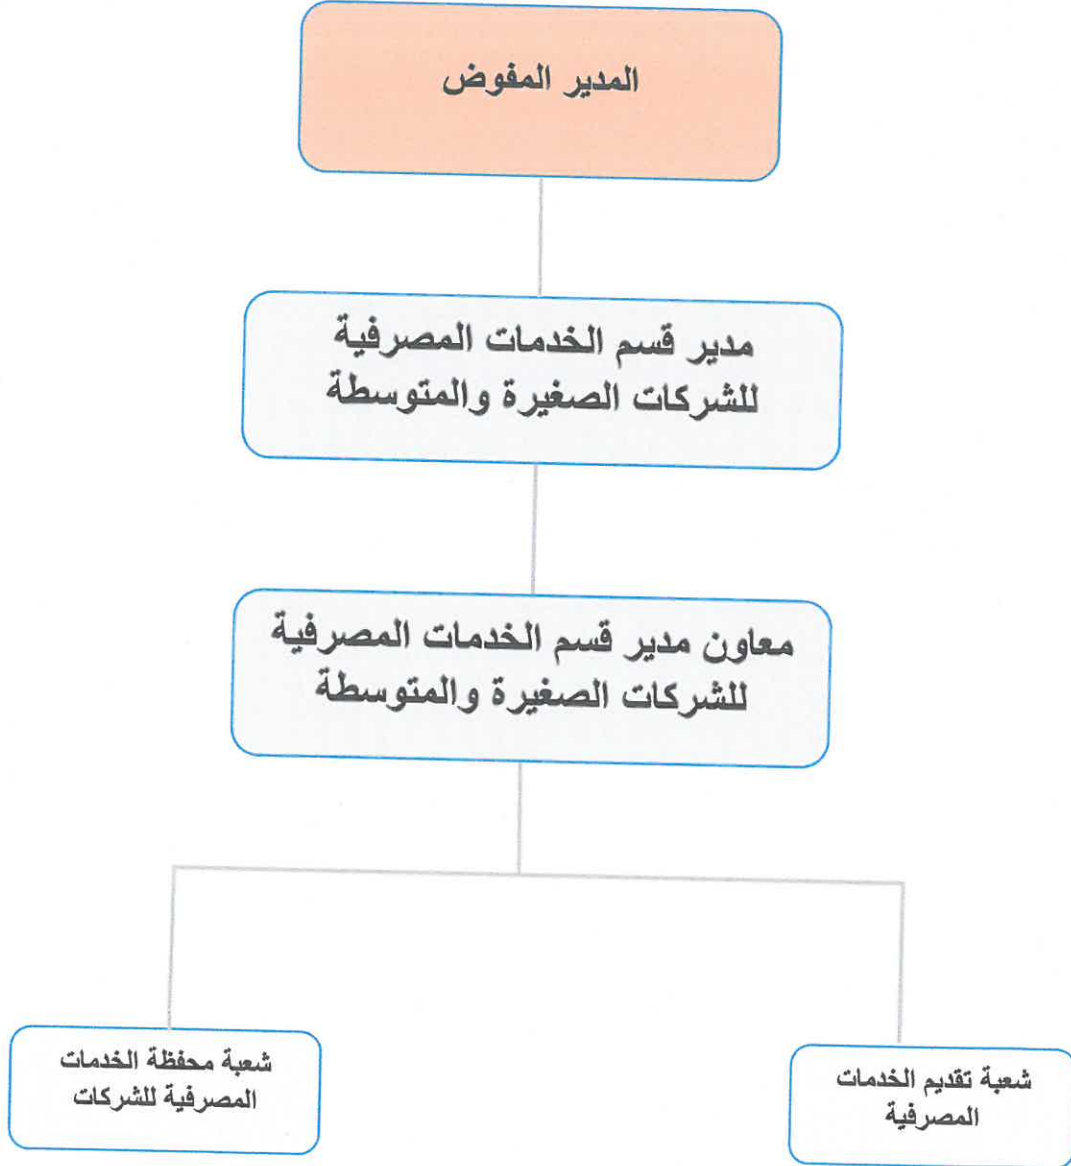 المدير المفوض
مدير قسم الخدمات المصرفية
للشركات الصغيرة والمتوسطة
معاون مدير قسم الخدمات المصرفية
للشركات الصغيرة والمتوسطة
شعبة تقديم الخدمات
المصرفية
شعبة محفظة الخدمات
المصرفية للشركات